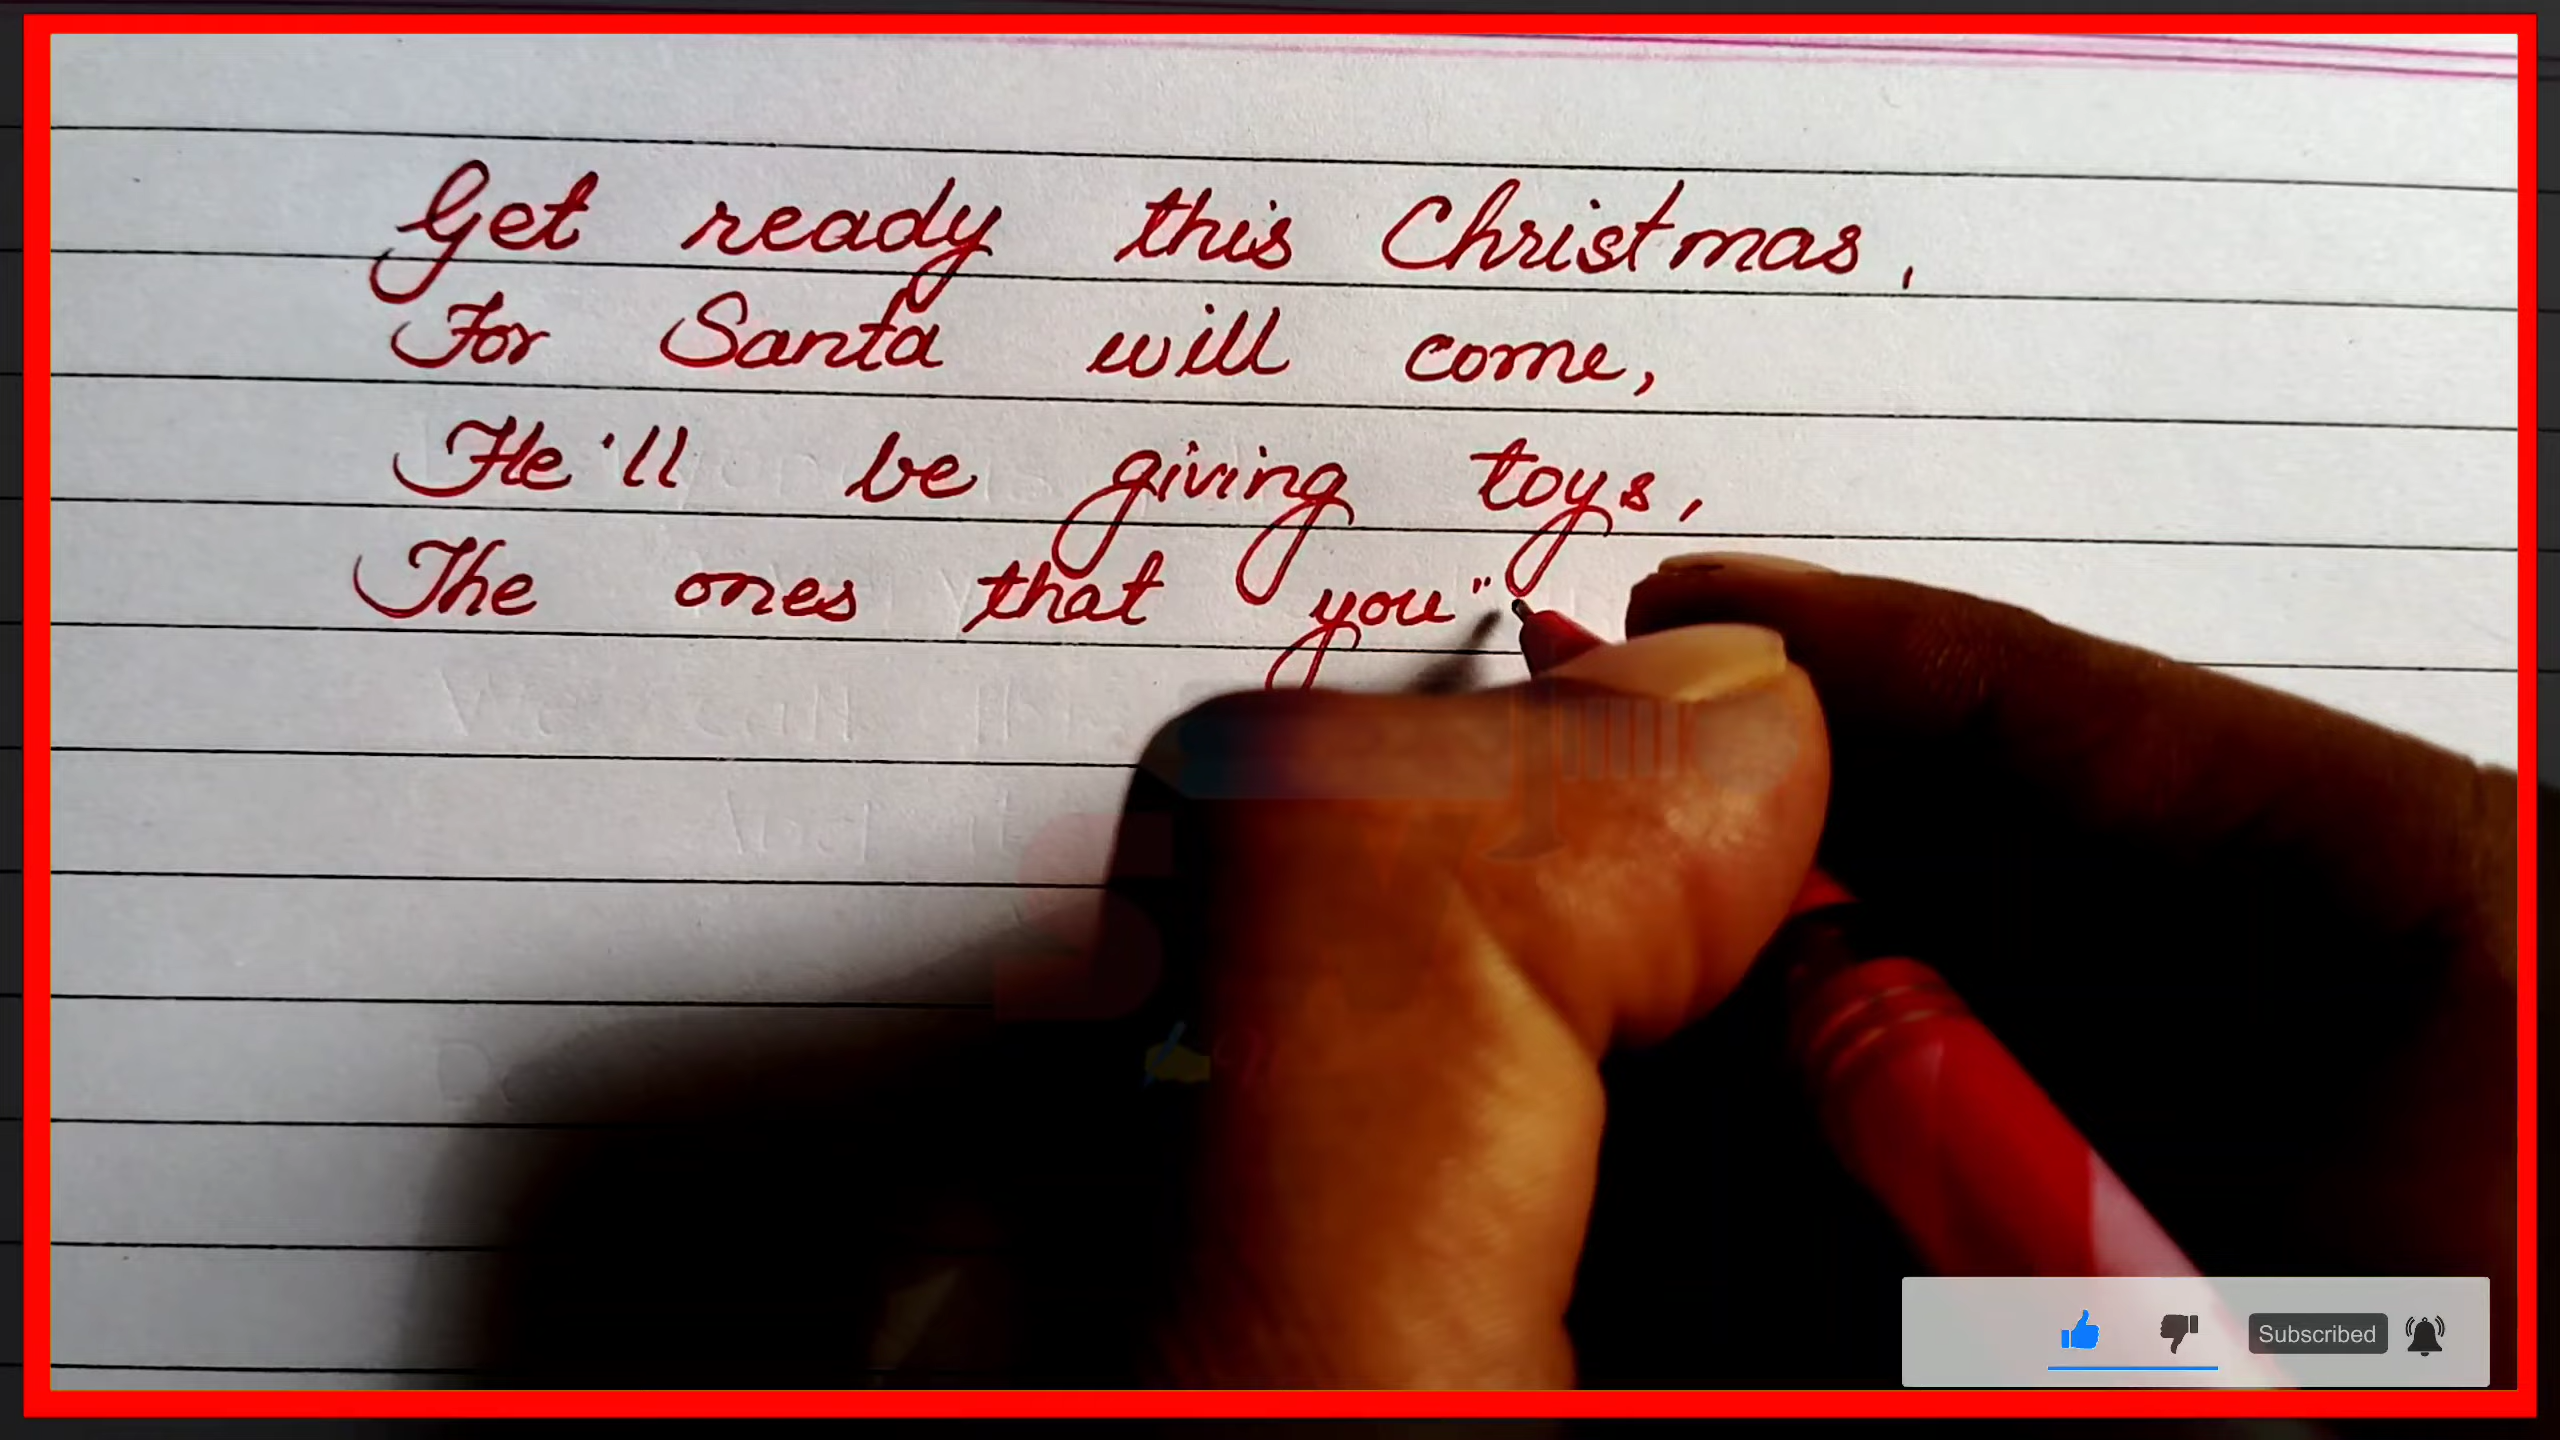 Get ready this Christmas,
For Santa will come,
He'll be giving toys,
The ones that you"
Subscribed